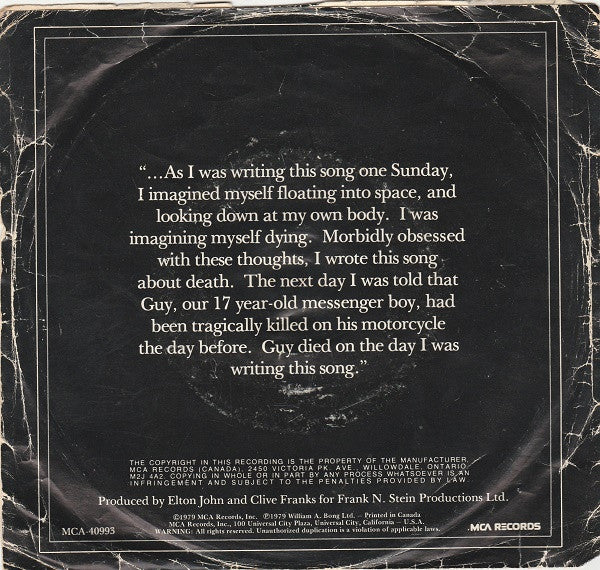 “...As I was writing this song one Sunday,
I imagined myself floating into space, and
looking down at my own body.  I was
imagining myself dying.  Morbidly obsessed
with these thoughts, I wrote this song
about death.  The next day I was told that
Guy, our 17 year-old messenger boy, had
been tragically killed on his motorcycle
the day before.  Guy died on the day I was
writing this song.”
THE COPYRIGHT IN THIS RECORDING IS THE PROPERTY OF THE MANUFACTURER,
MCA RECORDS (CANADA), 2450 VICTORIA PK. AVE., WILLOWDALE, ONTARIO
M2J 4A2. COPYING IN WHOLE OR IN PART BY ANY PROCESS WHATSOEVER IS AN
INFRINGEMENT AND SUBJECT TO THE PENALTIES PROVIDED BY LAW.
Produced by Elton John and Clive Franks for Frank N. Stein Productions Ltd.
©1979 MCA Records, Inc. ℗1979 William A. Bong Ltd. — Printed in Canada
MCA Records, Inc., 100 Universal City Plaza, Universal City, California — U.S.A.
WARNING: All rights reserved. Unauthorized duplication is a violation of applicable laws.
MCA-40993
MCA RECORDS